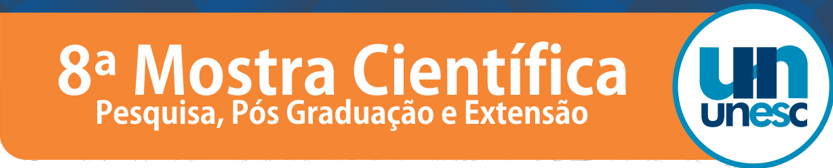 8ª Mostra Científica
Pesquisa, Pós Graduação e Extensão
un
unesc